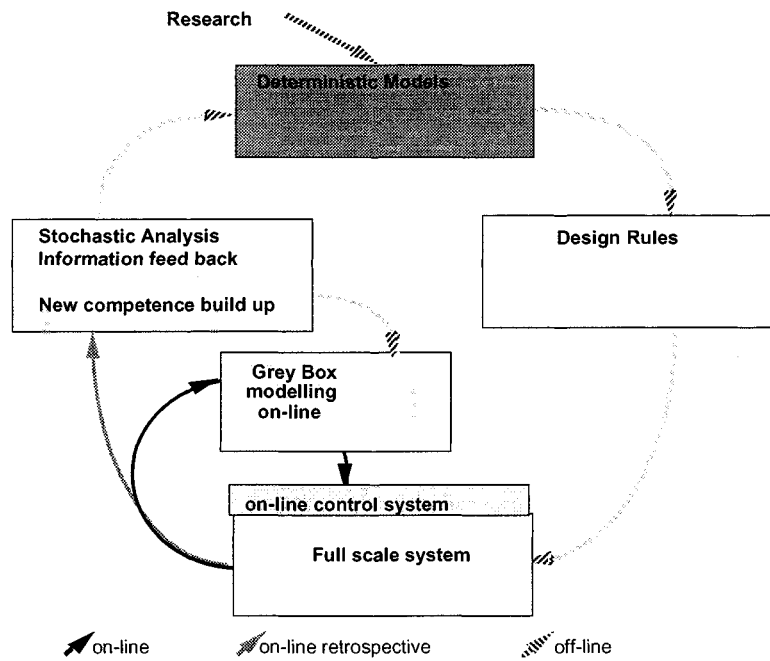 Research
Deterministic Models
Stochastic Analysis
Information feed back
New competence build up
Design Rules
Grey Box
modelling
on-line
on-line control system
Full scale system
on-line
on-line retrospective
off-line